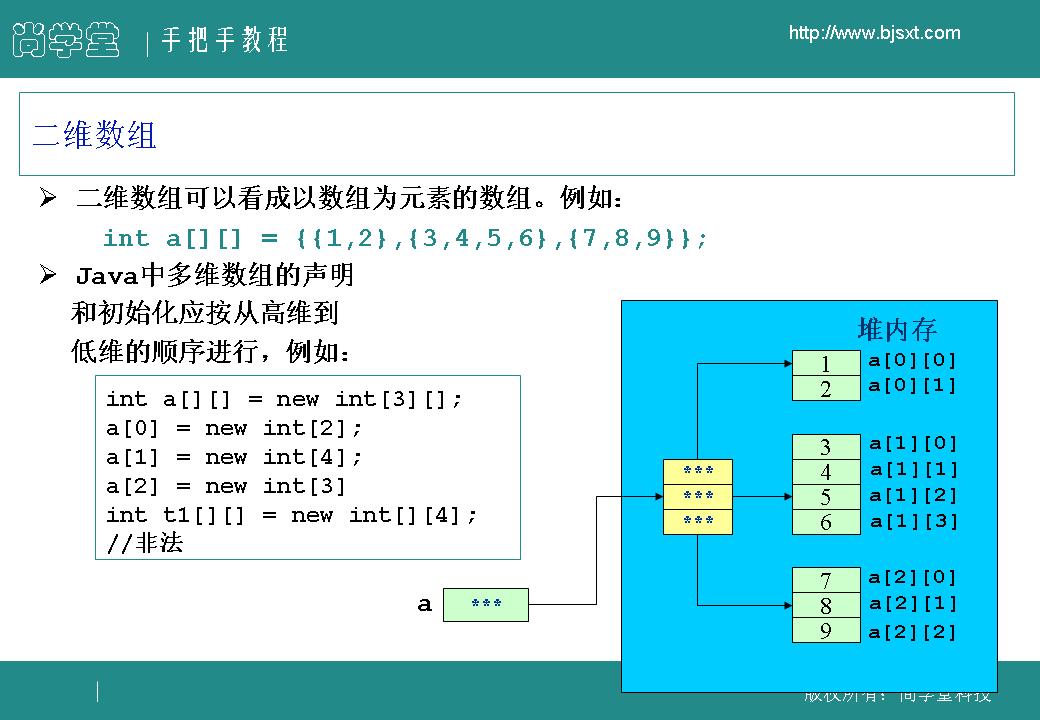 尚学堂
手把手教程
http://www.bjsxt.com
二维数组
二维数组可以看成以数组为元素的数组。例如：
int a[][] = {{1,2},{3,4,5,6},{7,8,9}};
Java中多维数组的声明
和初始化应按从高维到
低维的顺序进行，例如：
int a[][] = new int[3][];
a[0] = new int[2];
a[1] = new int[4];
a[2] = new int[3]
int t1[][] = new int[][4];
//非法
a
***
堆内存
***
***
***
1 a[0][0]
2 a[0][1]
3 a[1][0]
4 a[1][1]
5 a[1][2]
6 a[1][3]
7 a[2][0]
8 a[2][1]
9 a[2][2]
版权所有：尚学堂科技